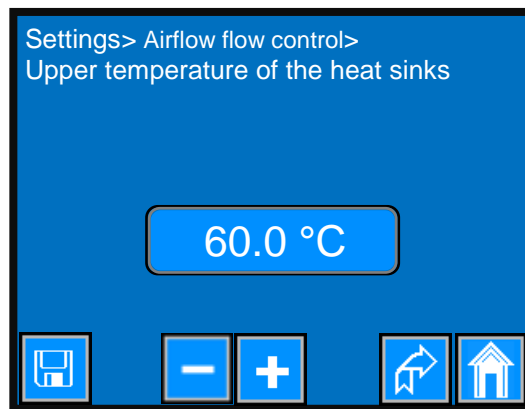 Settings> Airflow flow control>
Upper temperature of the heat sinks
60.0 °C